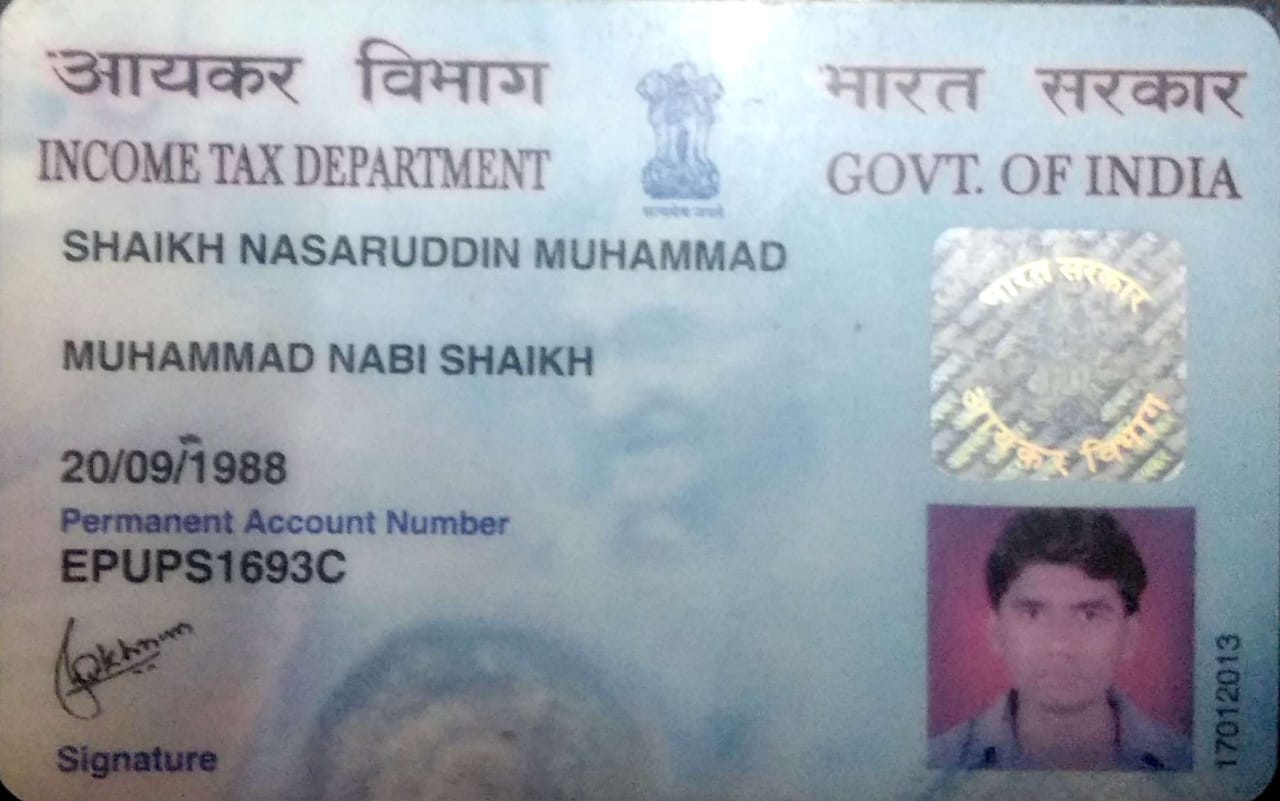 आयकर विभाग भारत सरकार
INCOME TAX DEPARTMENT GOVT. OF INDIA
सत्यमेव जयते
SHAIKH NASARUDDIN MUHAMMAD
भारत सरकार
आयकर विभाग
MUHAMMAD NABI SHAIKH
20/09/1988
Permanent Account Number
EPUPS1693C
Signature
17012013